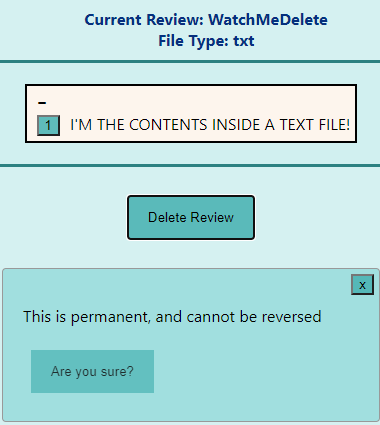 Current Review: WatchMeDelete
File Type: txt
–
1 I'M THE CONTENTS INSIDE A TEXT FILE!
Delete Review
x
This is permanent, and cannot be reversed
Are you sure?